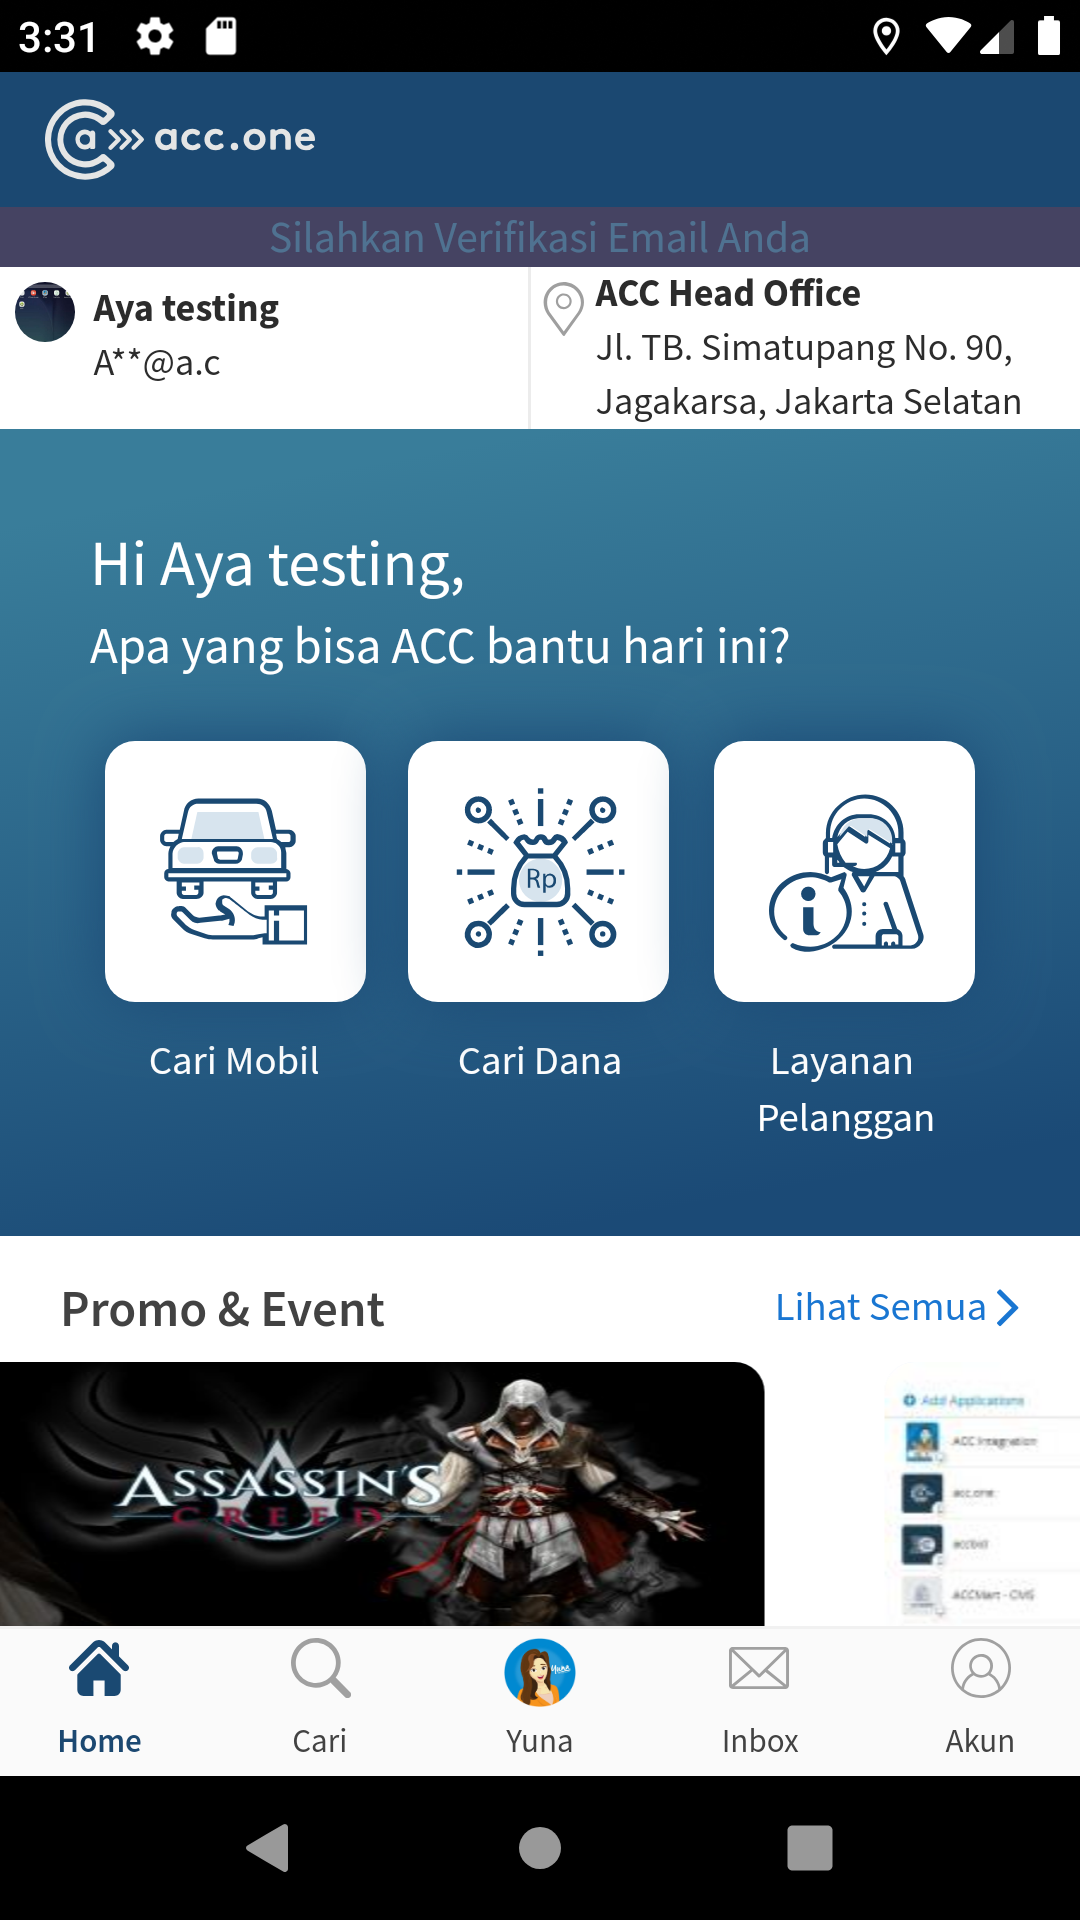 3:31
a acc.one
Silahkan Verifikasi Email Anda
Aya testing
A**@a.c
ACC Head Office
Jl. TB. Simatupang No. 90,
Jagakarsa, Jakarta Selatan
Hi Aya testing,
Apa yang bisa ACC bantu hari ini?
Rp
i
Cari Mobil
Cari Dana
Layanan
Pelanggan
Promo & Event
Lihat Semua
ASSASSIN'S
CREED
Add Applications
ACC Integration
acc.one
ACCMart - CMS
Yuna
Home
Cari
Yuna
Inbox
Akun